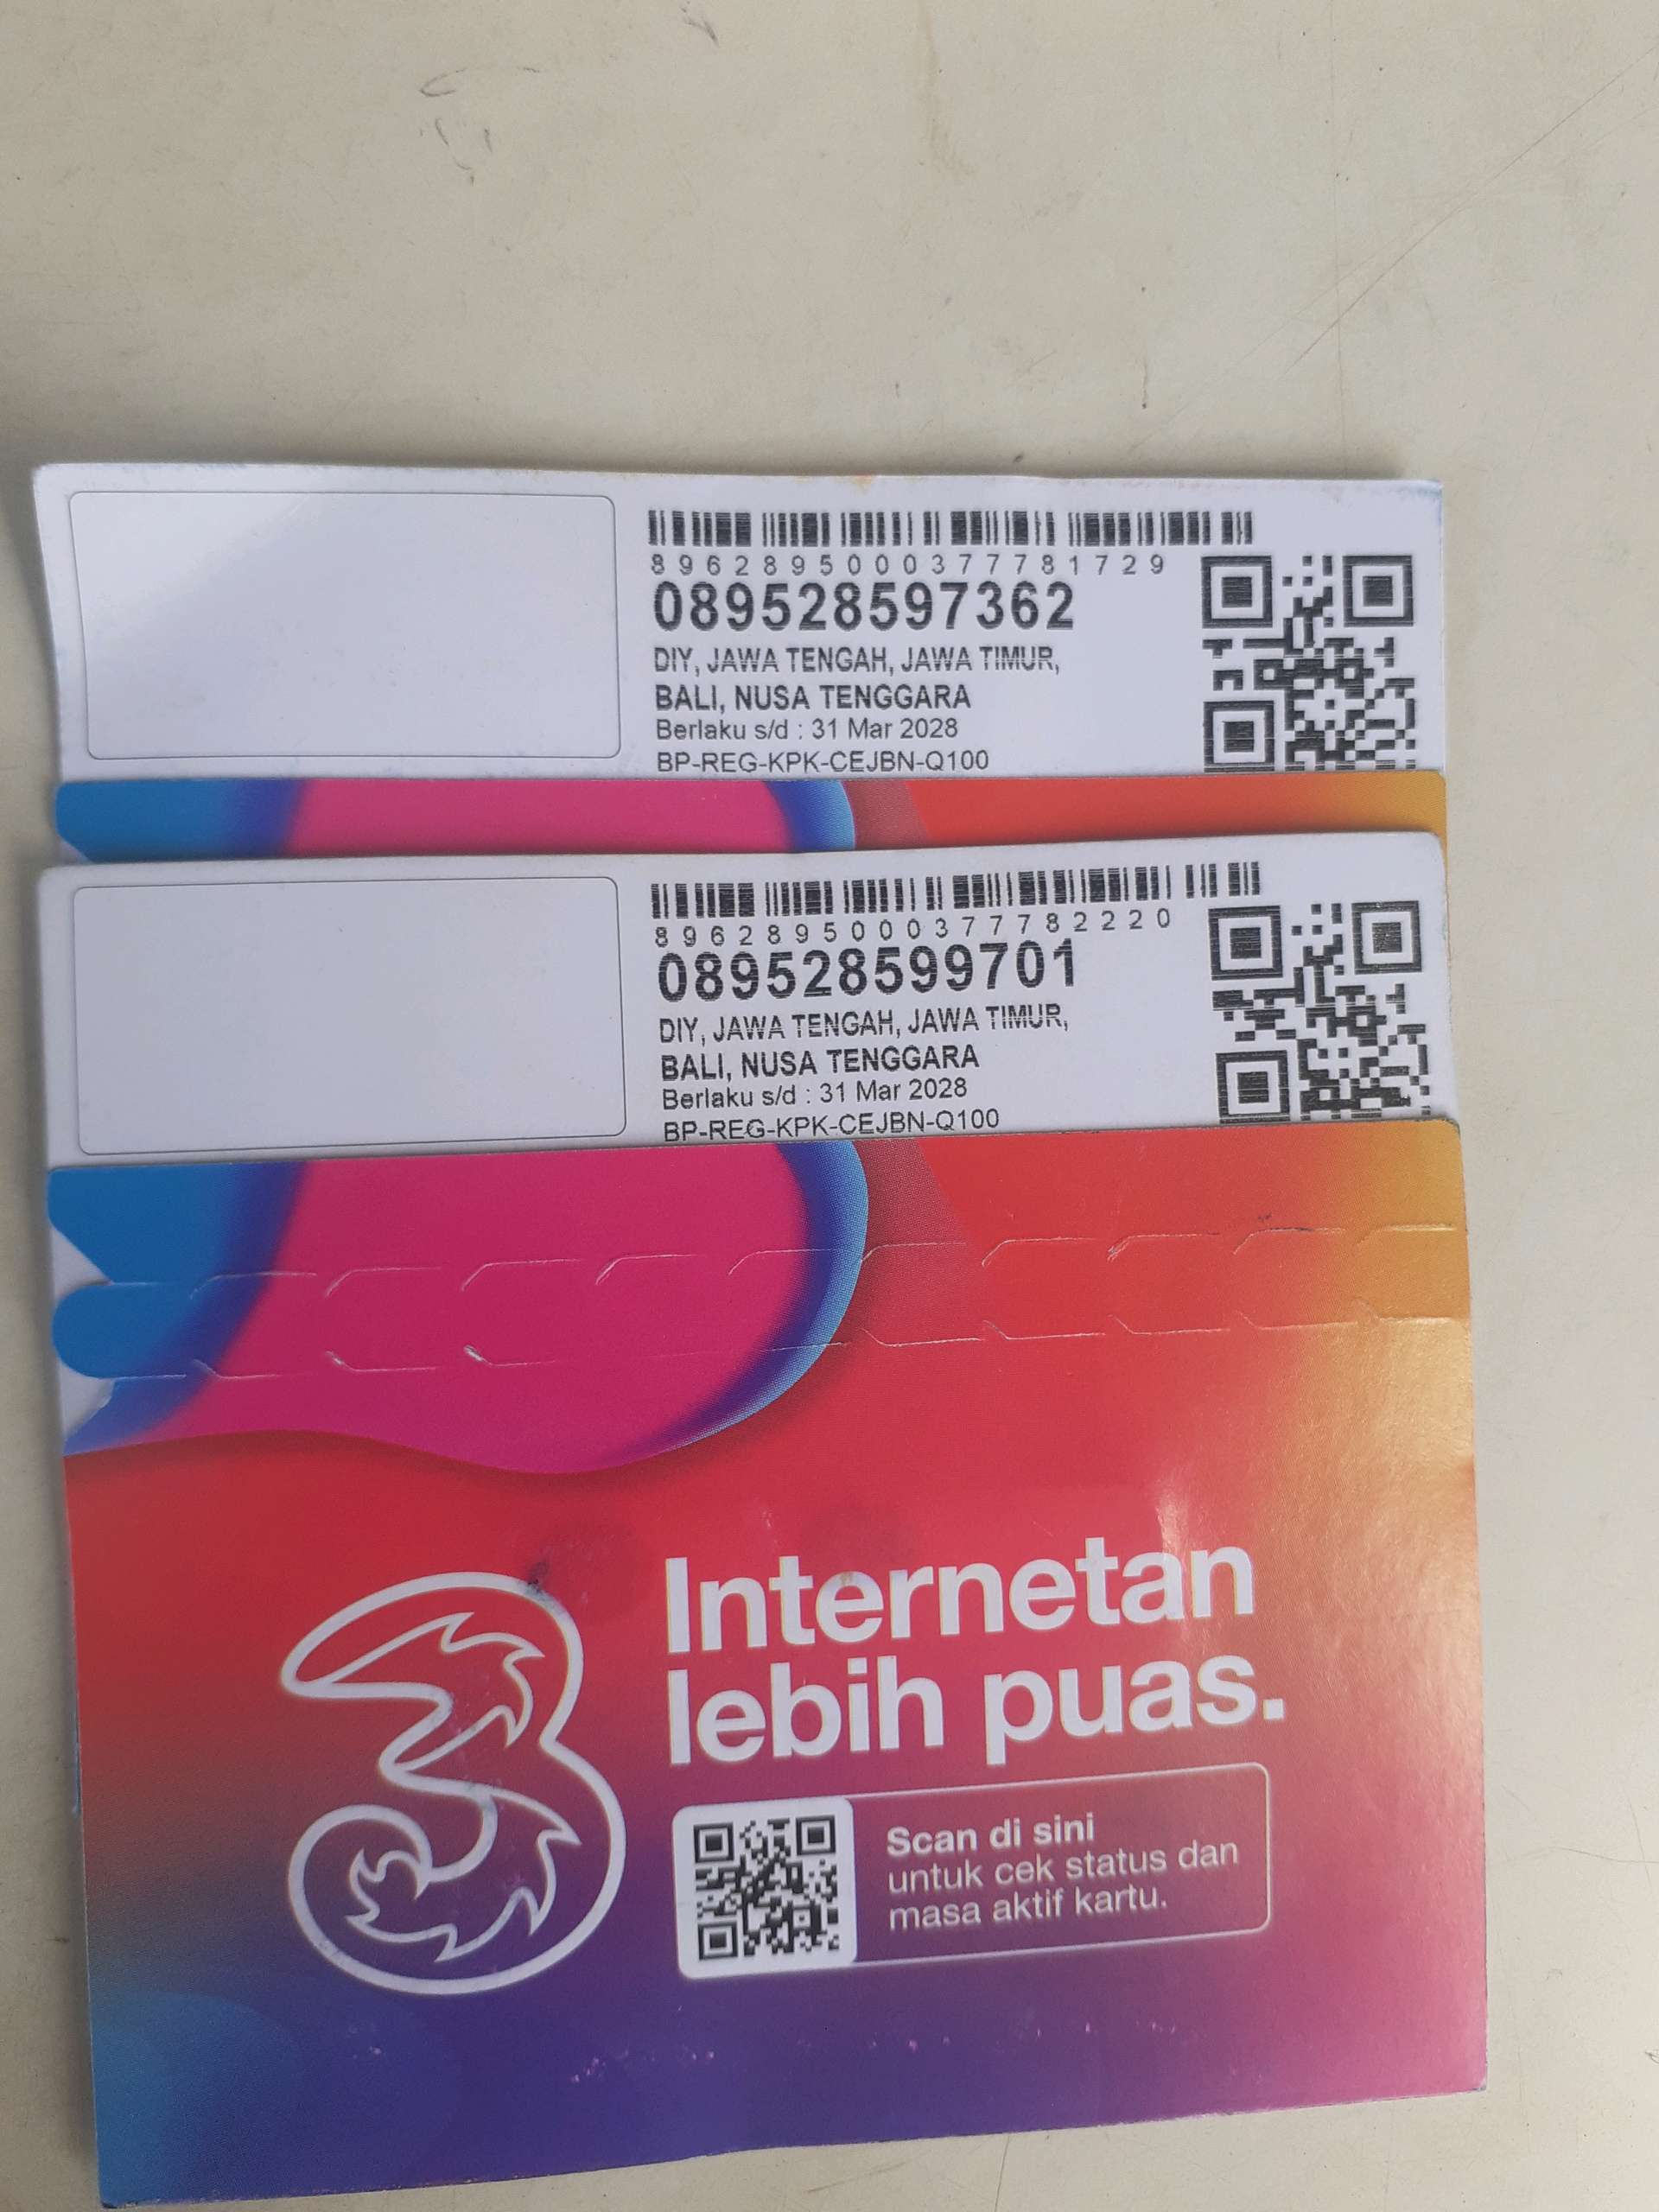 8962895000377781729
089528597362
DIY, JAWA TENGAH, JAWA TIMUR,
BALI, NUSA TENGGARA
Berlaku s/d : 31 Mar 2028
BP-REG-KPK-CEJBN-Q100
8962895000377782220
089528599701
DIY, JAWA TENGAH, JAWA TIMUR,
BALI, NUSA TENGGARA
Berlaku s/d : 31 Mar 2028
BP-REG-KPK-CEJBN-Q100
3
Internetan
lebih puas.
Scan di sini
untuk cek status dan
masa aktif kartu.